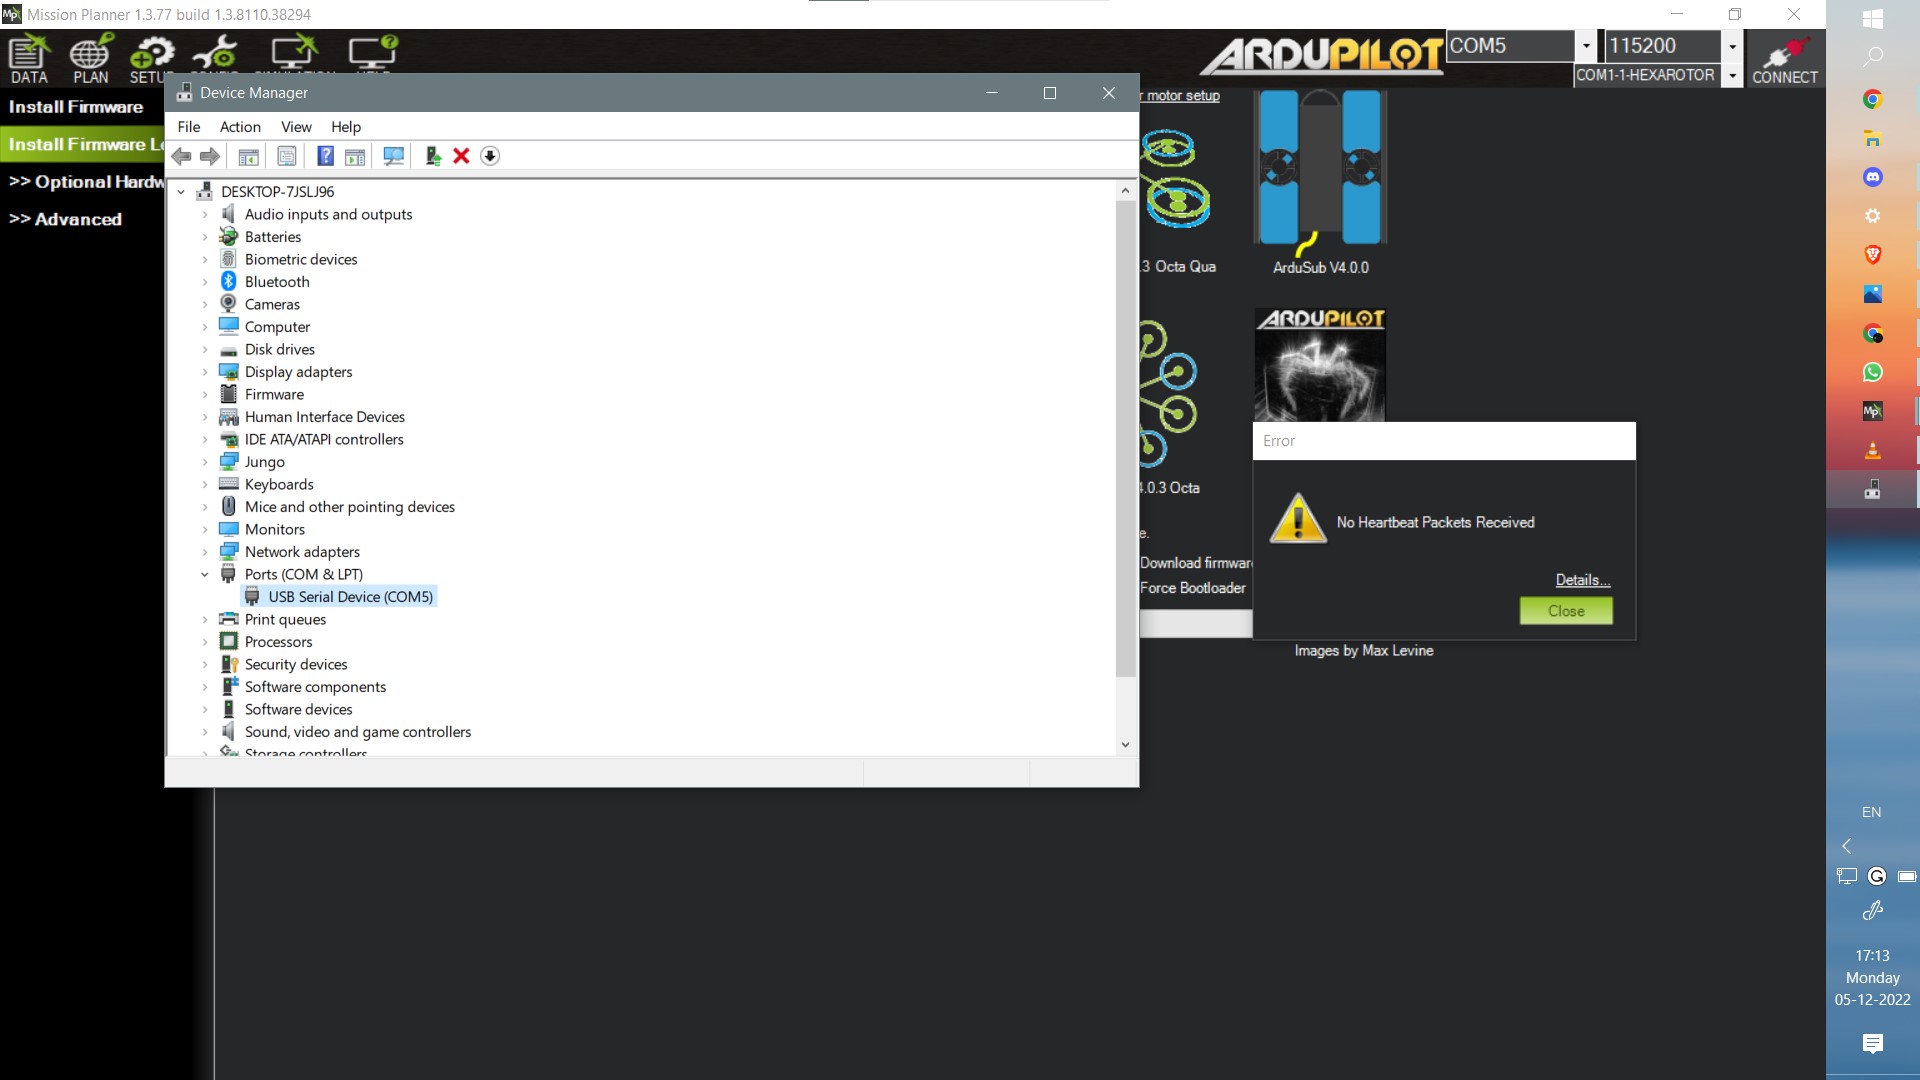 Mission Planner 1.3.77 build 1.3.8110.38294
DATA
PLAN
ARDUPILOT
COM5
115200
COM1-1-HEXAROTOR
CONNECT
Install Firmware
Install Firmware
>> Optional
>> Advanced
Device Manager
File Action View Help
DESKTOP-7JSLJ96
Audio inputs and outputs
Batteries
Biometric devices
Bluetooth
Cameras
Computer
Disk drives
Display adapters
Firmware
Human Interface Devices
IDE ATA/ATAPI controllers
Jungo
Keyboards
Mice and other pointing devices
Monitors
Network adapters
Ports (COM & LPT)
USB Serial Device (COM5)
Print queues
Processors
Security devices
Software components
Software devices
Sound, video and game controllers
Storage controllers
motor setup
.3 Octa Qua
ArduSub V4.0.0
ARDUPILOT
.0.3 Octa
Download firmwar
Force Bootloader
Error
No Heartbeat Packets Received
Details...
Close
Images by Max Levine
EN
17:13
Monday
05-12-2022